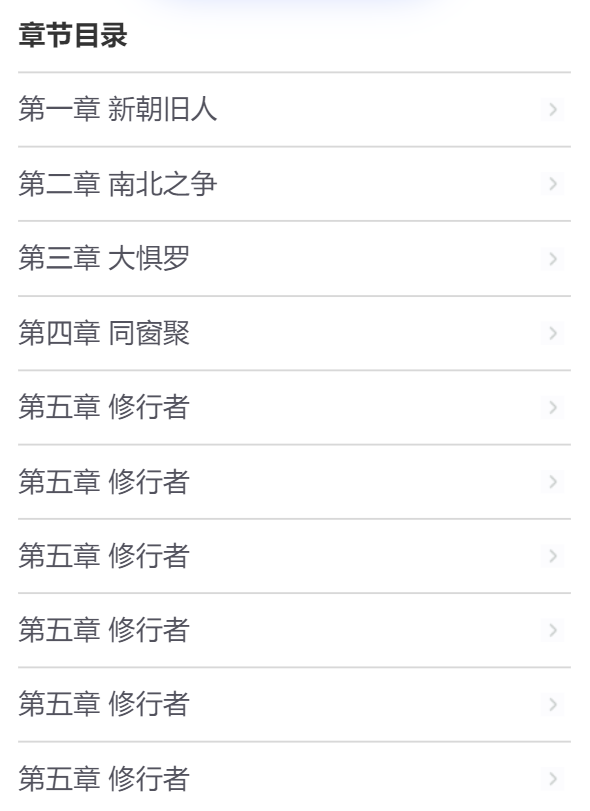 章节目录
第一章 新朝旧人
第二章 南北之争
第三章 大惧罗
第四章 同窗聚
第五章 修行者
第五章 修行者
第五章 修行者
第五章 修行者
第五章 修行者
第五章 修行者